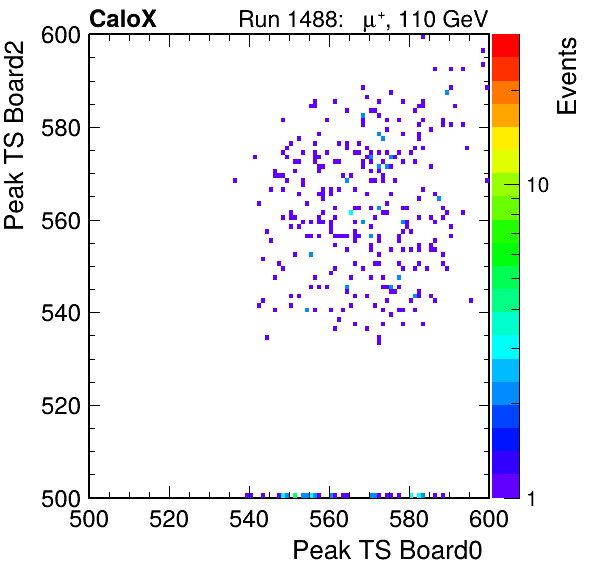 CaloX
Run 1488: μ⁺, 110 GeV
Peak TS Board2
Events
600
580
560
540
520
500
10
1
500 520 540 560 580 600
Peak TS Board0